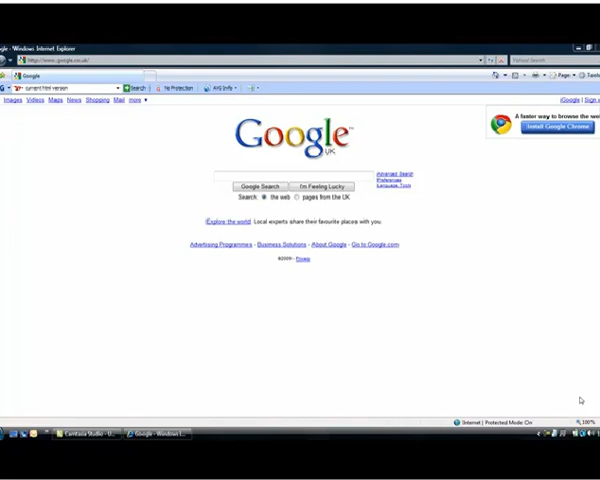 ogle - Windows Internet Explorer
http://www.google.co.uk/
Yahoo! Search
Google
Page
Tools
current html version
Search
No Protection
AVG Info
Images Videos Maps News Shopping Mail more ▼
iGoogle | Sign
A faster way to browse the we
Install Google Chrome
Google
UK
Advanced Search
Preferences
Language Tools
Google Search
I'm Feeling Lucky
Search: the web pages from the UK
Explore the world. Local experts share their favourite places with you.
Advertising Programmes - Business Solutions - About Google - Go to Google.com
©2009 - Privacy
Internet | Protected Mode: On
100%
Camtasia Studio - U...
Google - Windows I...